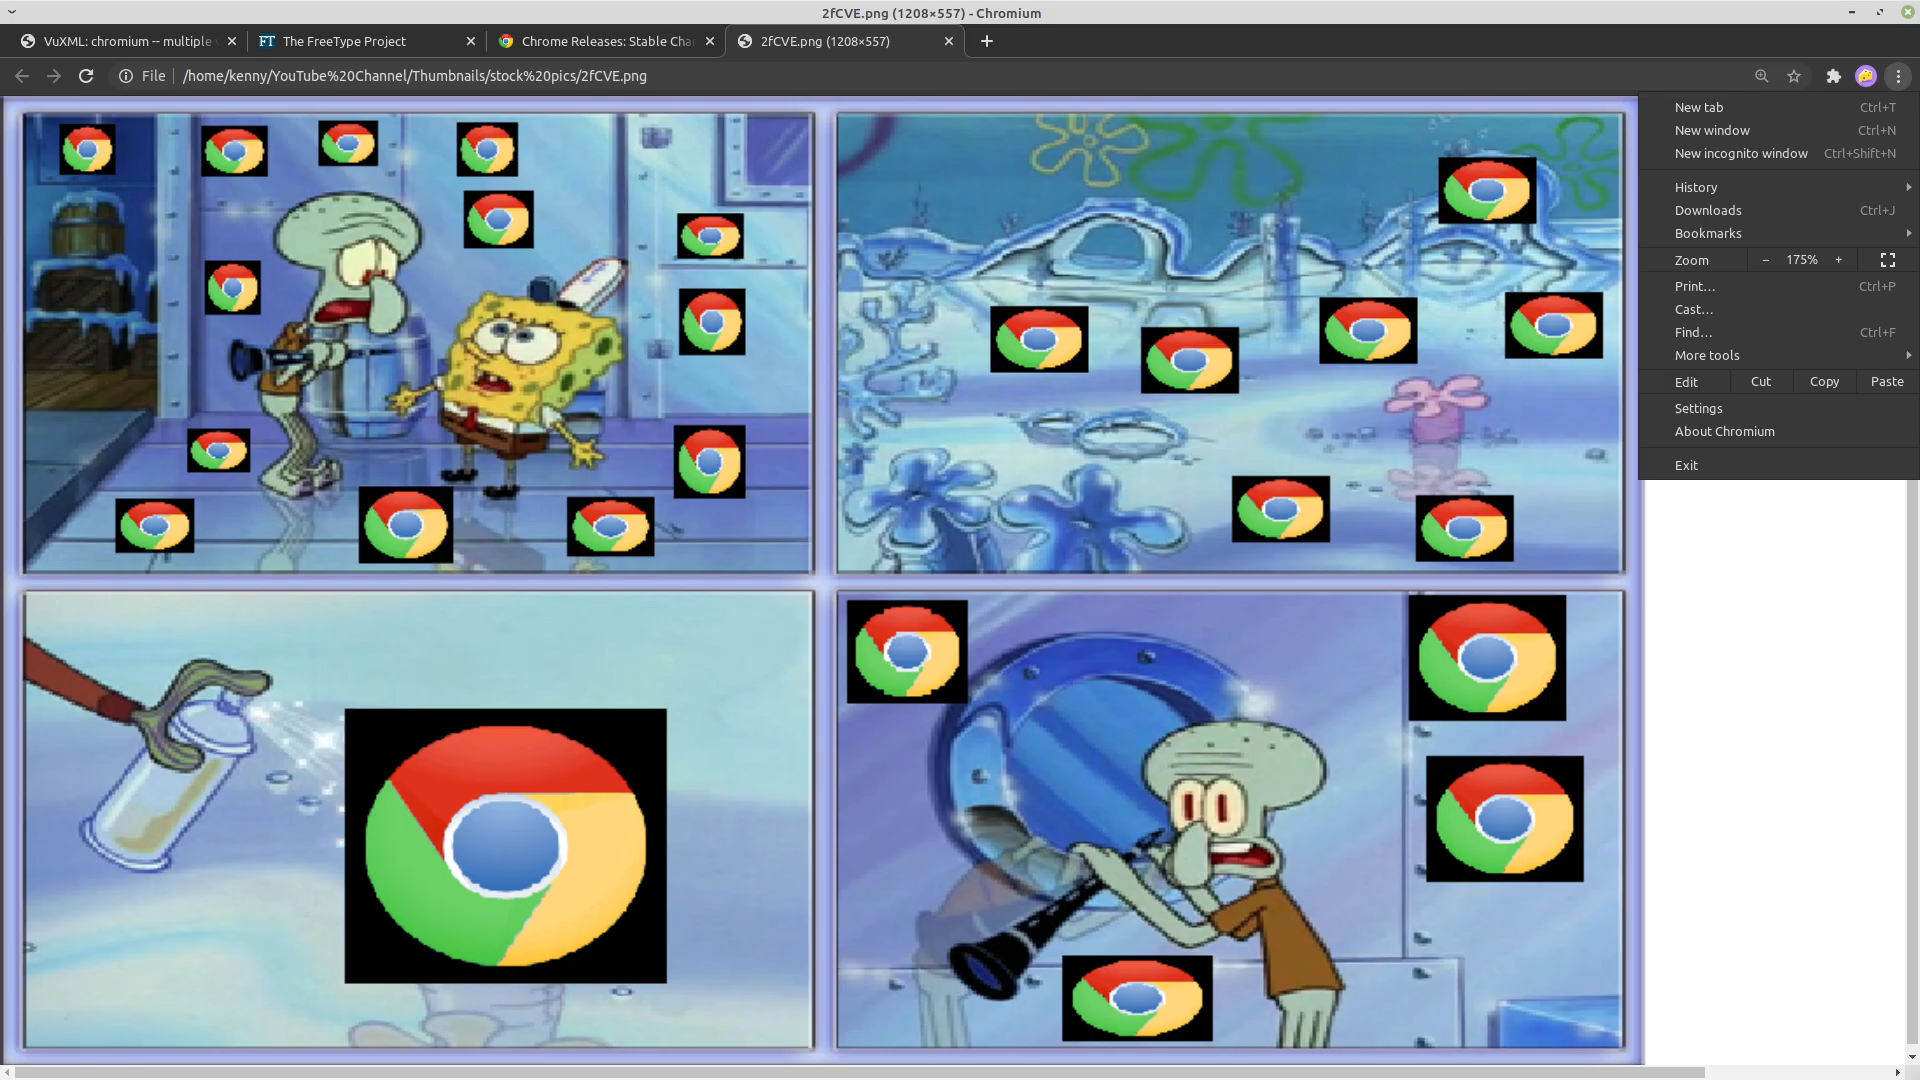 2fCVE.png (1208×557) - Chromium
VuXML: chromium -- multiple
FT The FreeType Project
Chrome Releases: Stable Cha
2fCVE.png (1208×557)
File /home/kenny/YouTube%20Channel/Thumbnails/stock%20pics/2fCVE.png
New tab Ctrl+T
New window Ctrl+N
New incognito window Ctrl+Shift+N
History
Downloads Ctrl+J
Bookmarks
Zoom − 175% +
Print... Ctrl+P
Cast...
Find... Ctrl+F
More tools
Edit Cut Copy Paste
Settings
About Chromium
Exit